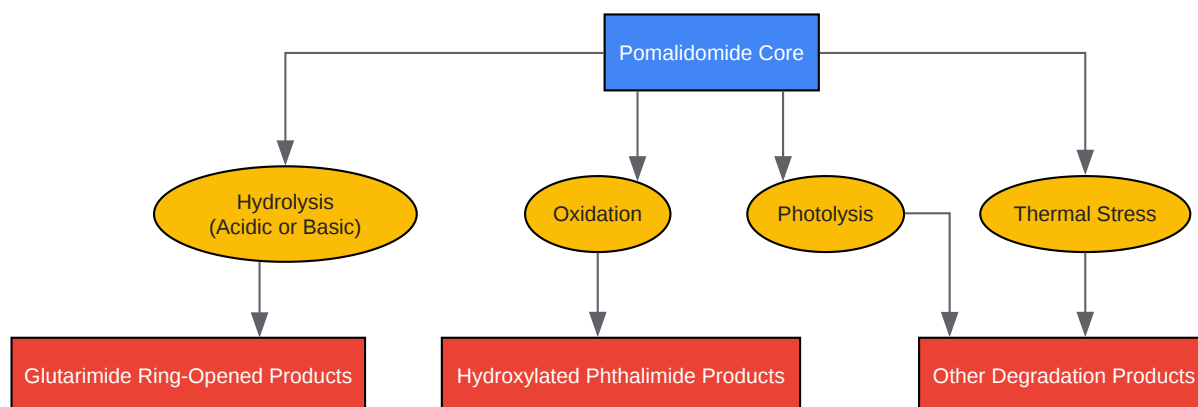 Pomalidomide Core
Hydrolysis
(Acidic or Basic)
Oxidation
Photolysis
Thermal Stress
Glutarimide Ring-Opened Products
Hydroxylated Phthalimide Products
Other Degradation Products